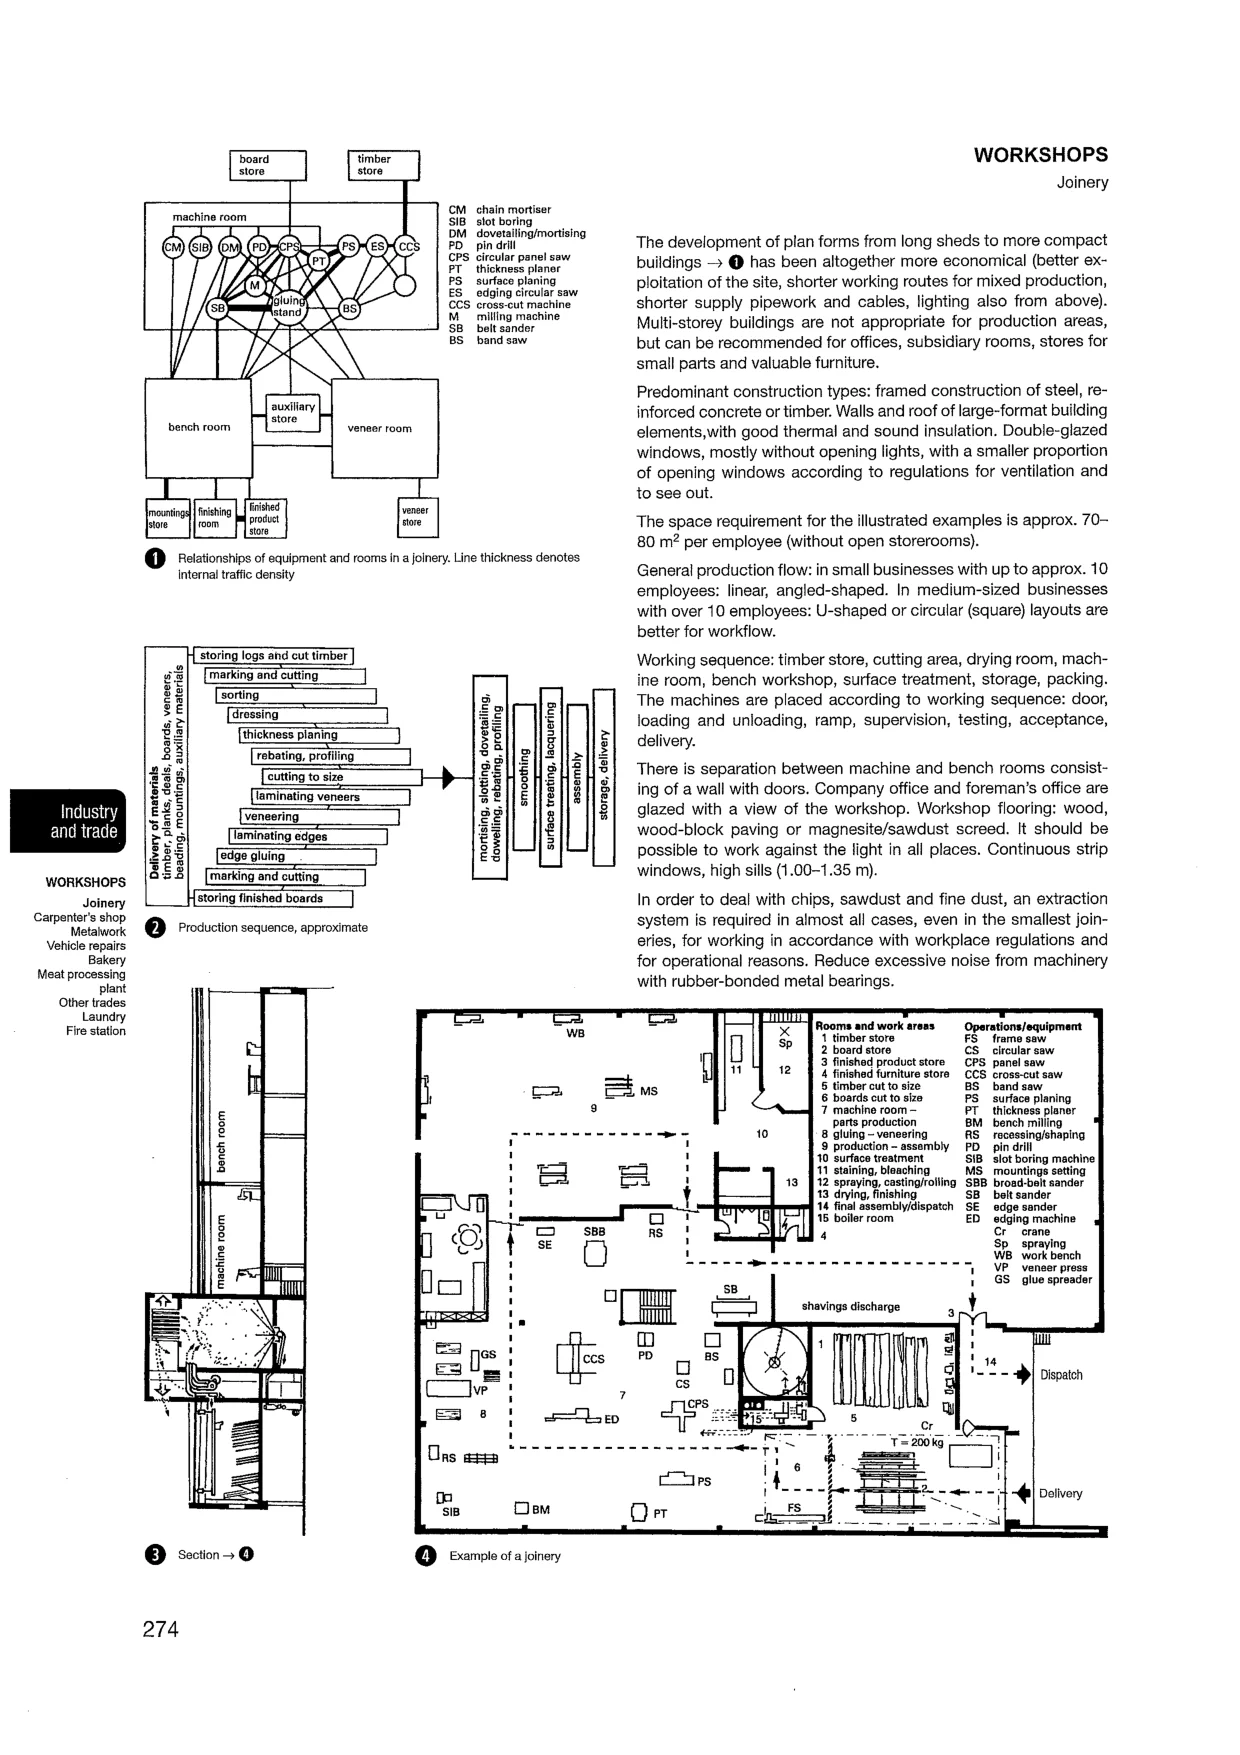 WORKSHOPS
Joinery
board
store
timber
store
machine room
CM
SIB
DM
PD
CPS
PT
PS
ES
CCS
M
SB
gluing
stand
BS
bench room
auxiliary
store
veneer room
mountings
store
finishing
room
finished
product
store
veneer
store
CM chain mortiser
SIB slot boring
DM dovetailing/mortising
PD pin drill
CPS circular panel saw
PT thickness planer
PS surface planing
ES edging circular saw
CCS cross-cut machine
M milling machine
SB belt sander
BS band saw
1 Relationships of equipment and rooms in a joinery. Line thickness denotes
internal traffic density
Delivery of materials
timber, planks, deals, boards, veneers,
beading, mountings, auxiliary materials
storing logs and cut timber
marking and cutting
sorting
dressing
thickness planing
rebating, profiling
cutting to size
laminating veneers
veneering
laminating edges
edge gluing
marking and cutting
storing finished boards
mortising, slotting, dovetailing,
dowelling, rebating, profiling
smoothing
surface treating, lacquering
assembly
storage, delivery
2 Production sequence, approximate
The development of plan forms from long sheds to more compact
buildings → 1 has been altogether more economical (better ex-
ploitation of the site, shorter working routes for mixed production,
shorter supply pipework and cables, lighting also from above).
Multi-storey buildings are not appropriate for production areas,
but can be recommended for offices, subsidiary rooms, stores for
small parts and valuable furniture.
Predominant construction types: framed construction of steel, re-
inforced concrete or timber. Walls and roof of large-format building
elements,with good thermal and sound insulation. Double-glazed
windows, mostly without opening lights, with a smaller proportion
of opening windows according to regulations for ventilation and
to see out.
The space requirement for the illustrated examples is approx. 70–
80 m² per employee (without open storerooms).
General production flow: in small businesses with up to approx. 10
employees: linear, angled-shaped. In medium-sized businesses
with over 10 employees: U-shaped or circular (square) layouts are
better for workflow.
Working sequence: timber store, cutting area, drying room, mach-
ine room, bench workshop, surface treatment, storage, packing.
The machines are placed according to working sequence: door,
loading and unloading, ramp, supervision, testing, acceptance,
delivery.
There is separation between machine and bench rooms consist-
ing of a wall with doors. Company office and foreman's office are
glazed with a view of the workshop. Workshop flooring: wood,
wood-block paving or magnesite/sawdust screed. It should be
possible to work against the light in all places. Continuous strip
windows, high sills (1.00–1.35 m).
In order to deal with chips, sawdust and fine dust, an extraction
system is required in almost all cases, even in the smallest join-
eries, for working in accordance with workplace regulations and
for operational reasons. Reduce excessive noise from machinery
with rubber-bonded metal bearings.
Industry
and trade
WORKSHOPS
Joinery
Carpenter's shop
Metalwork
Vehicle repairs
Bakery
Meat processing
plant
Other trades
Laundry
Fire station
bench room
machine room
3 Section → 4
Rooms and work areas
1 timber store
2 board store
3 finished product store
4 finished furniture store
5 timber cut to size
6 boards cut to size
7 machine room –
parts production
8 gluing – veneering
9 production – assembly
10 surface treatment
11 staining, bleaching
12 spraying, casting/rolling
13 drying, finishing
14 final assembly/dispatch
15 boiler room
Operations/equipment
FS frame saw
CS circular saw
CPS panel saw
CCS cross-cut saw
BS band saw
PS surface planing
PT thickness planer
BM bench milling
RS recessing/shaping
PD pin drill
SIB slot boring machine
MS mountings setting
SBB broad-belt sander
SB belt sander
SE edge sander
ED edging machine
Cr crane
Sp spraying
WB work bench
VP veneer press
GS glue spreader
WB
Sp
11
12
MS
9
10
13
SE
SBB
RS
4
SB
shavings discharge
3
GS
CCS
PD
BS
1
14
Dispatch
VP
CS
7
CPS
8
ED
15
5
Cr
T = 200 kg
RS
6
PS
2
Delivery
SIB
BM
PT
FS
4 Example of a joinery
274